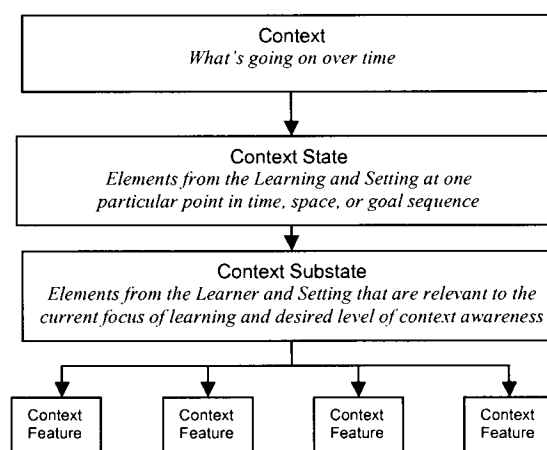 Context
What's going on over time
Context State
Elements from the Learning and Setting at one
particular point in time, space, or goal sequence
Context Substate
Elements from the Learner and Setting that are relevant to the
current focus of learning and desired level of context awareness
Context
Feature
Context
Feature
Context
Feature
Context
Feature